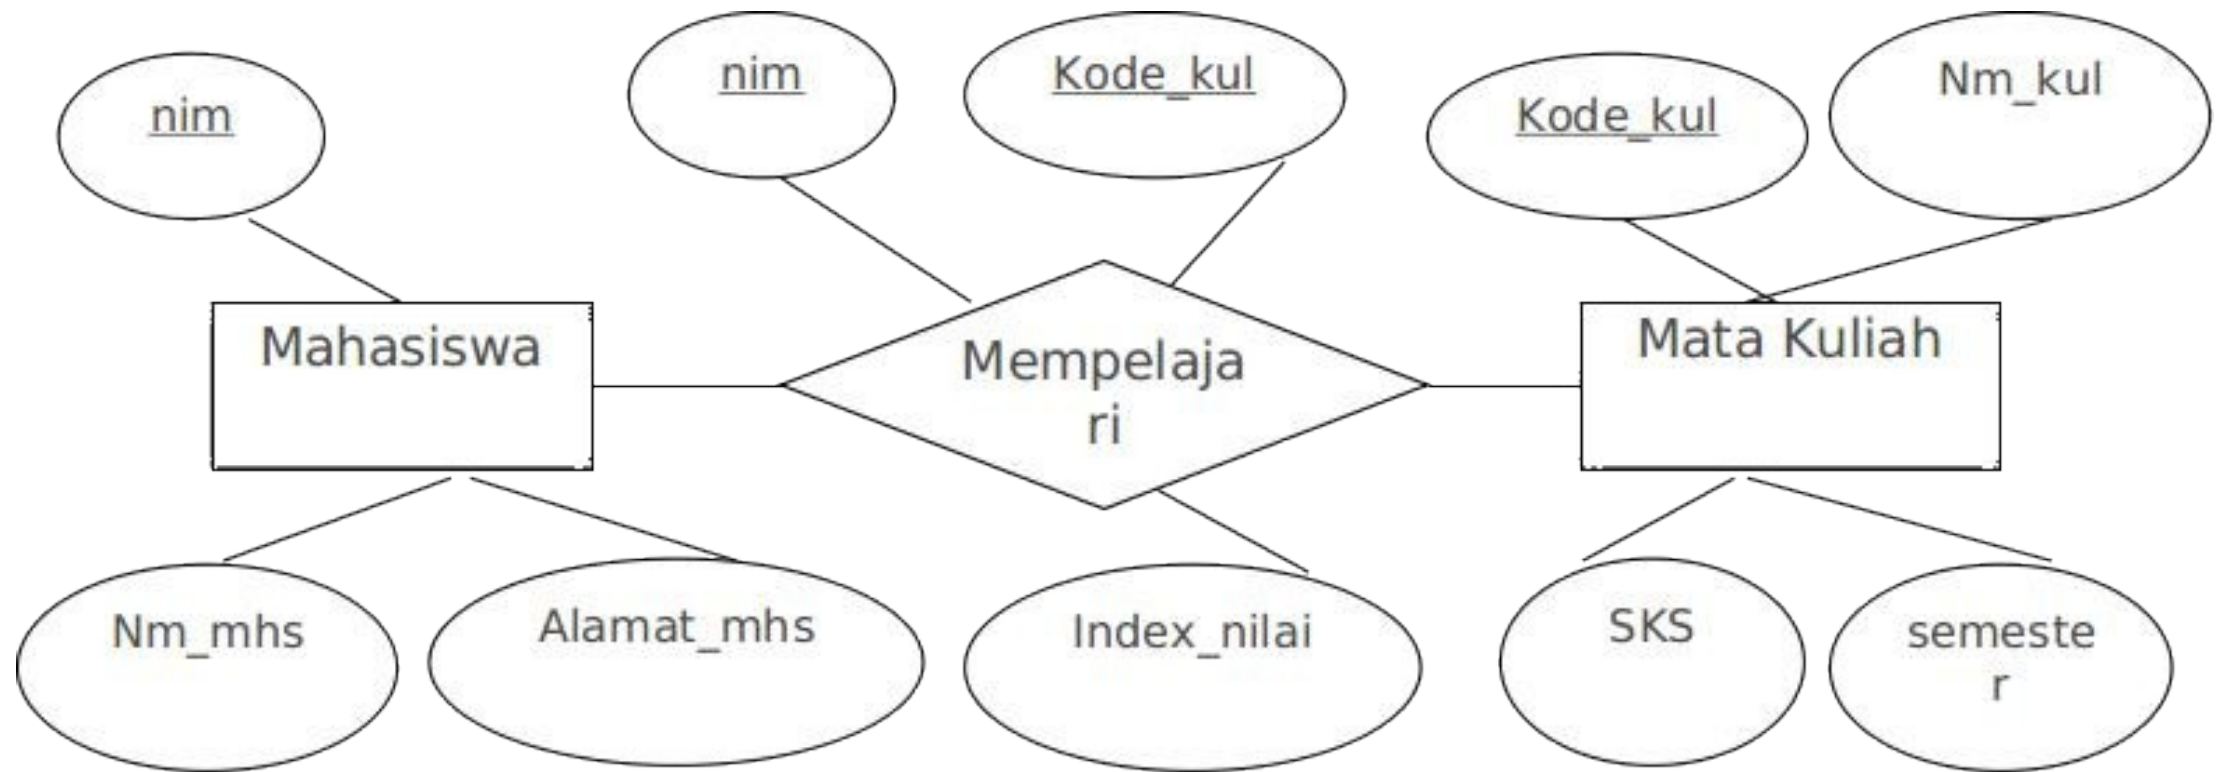 nim
nim
Kode_kul
Kode_kul
Nm_kul
Mahasiswa
Mempelaja
ri
Mata Kuliah
Nm_mhs
Alamat_mhs
Index_nilai
SKS
semeste
r